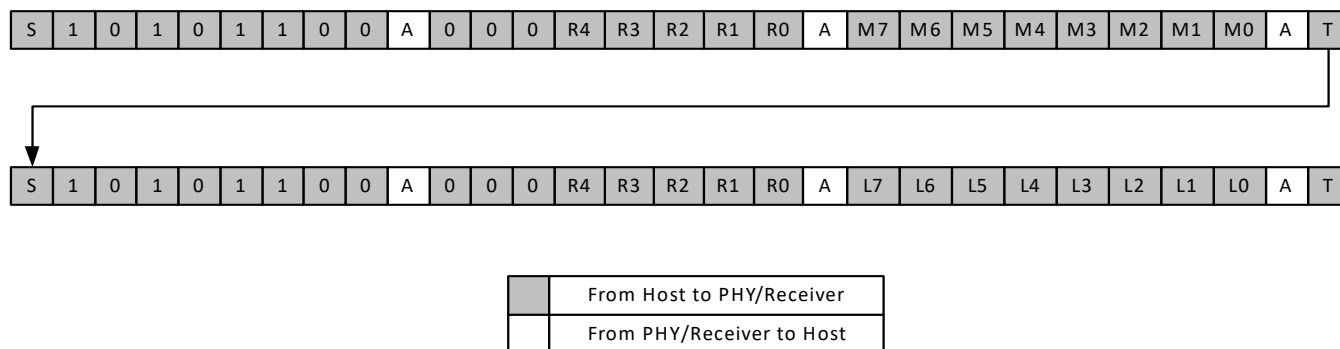 S 1 0 1 0 1 1 0 0 A 0 0 0 R4 R3 R2 R1 R0 A M7 M6 M5 M4 M3 M2 M1 M0 A T
S 1 0 1 0 1 1 0 0 A 0 0 0 R4 R3 R2 R1 R0 A L7 L6 L5 L4 L3 L2 L1 L0 A T
From Host to PHY/Receiver
From PHY/Receiver to Host